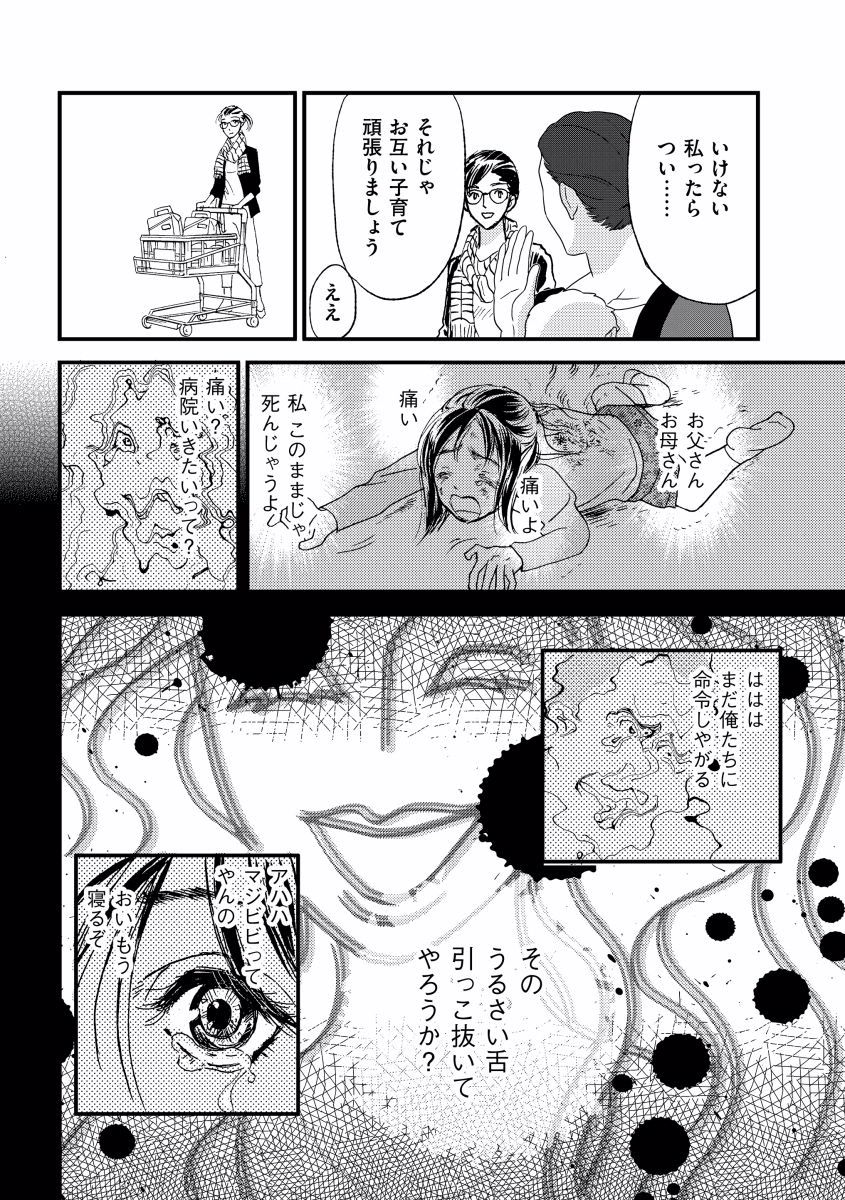 いけない
私ったら
つい……
それじゃ
お互い子育て
頑張りましょう
ええ
お父さん
お母さん
痛いよ
痛い
私 このままじゃ
死んじゃうよ
痛い?
病院いきたいって?
ははは
まだ俺たちに
命令しやがる
その
うるさい舌
引っこ抜いて
やろうか?
アハハ
マジビビって
やんの
おい もう
寝るぞ